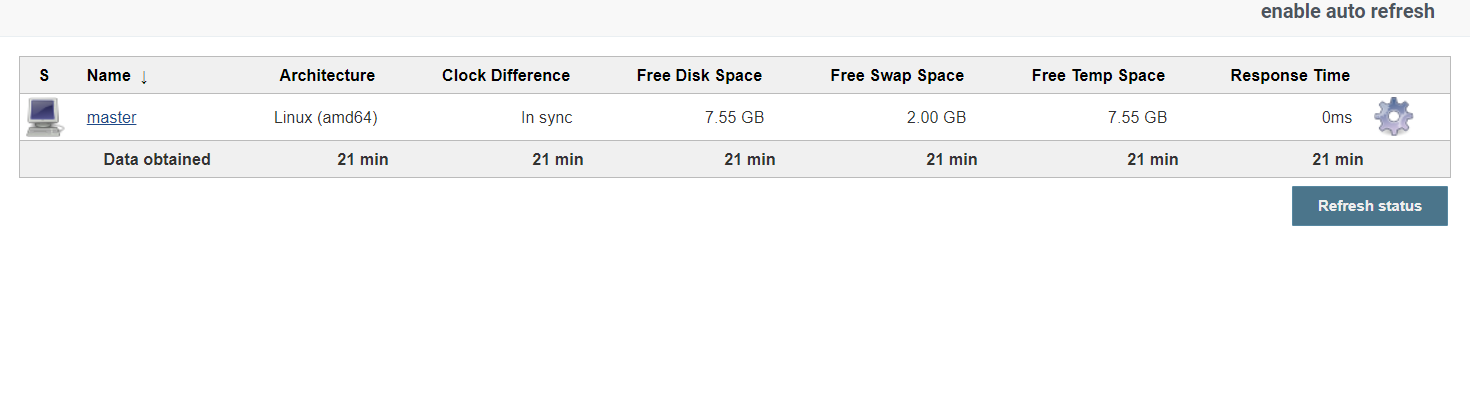 enable auto refresh
S Name ↓ Architecture Clock Difference Free Disk Space Free Swap Space Free Temp Space Response Time
master Linux (amd64) In sync 7.55 GB 2.00 GB 7.55 GB 0ms
Data obtained 21 min 21 min 21 min 21 min 21 min 21 min
Refresh status